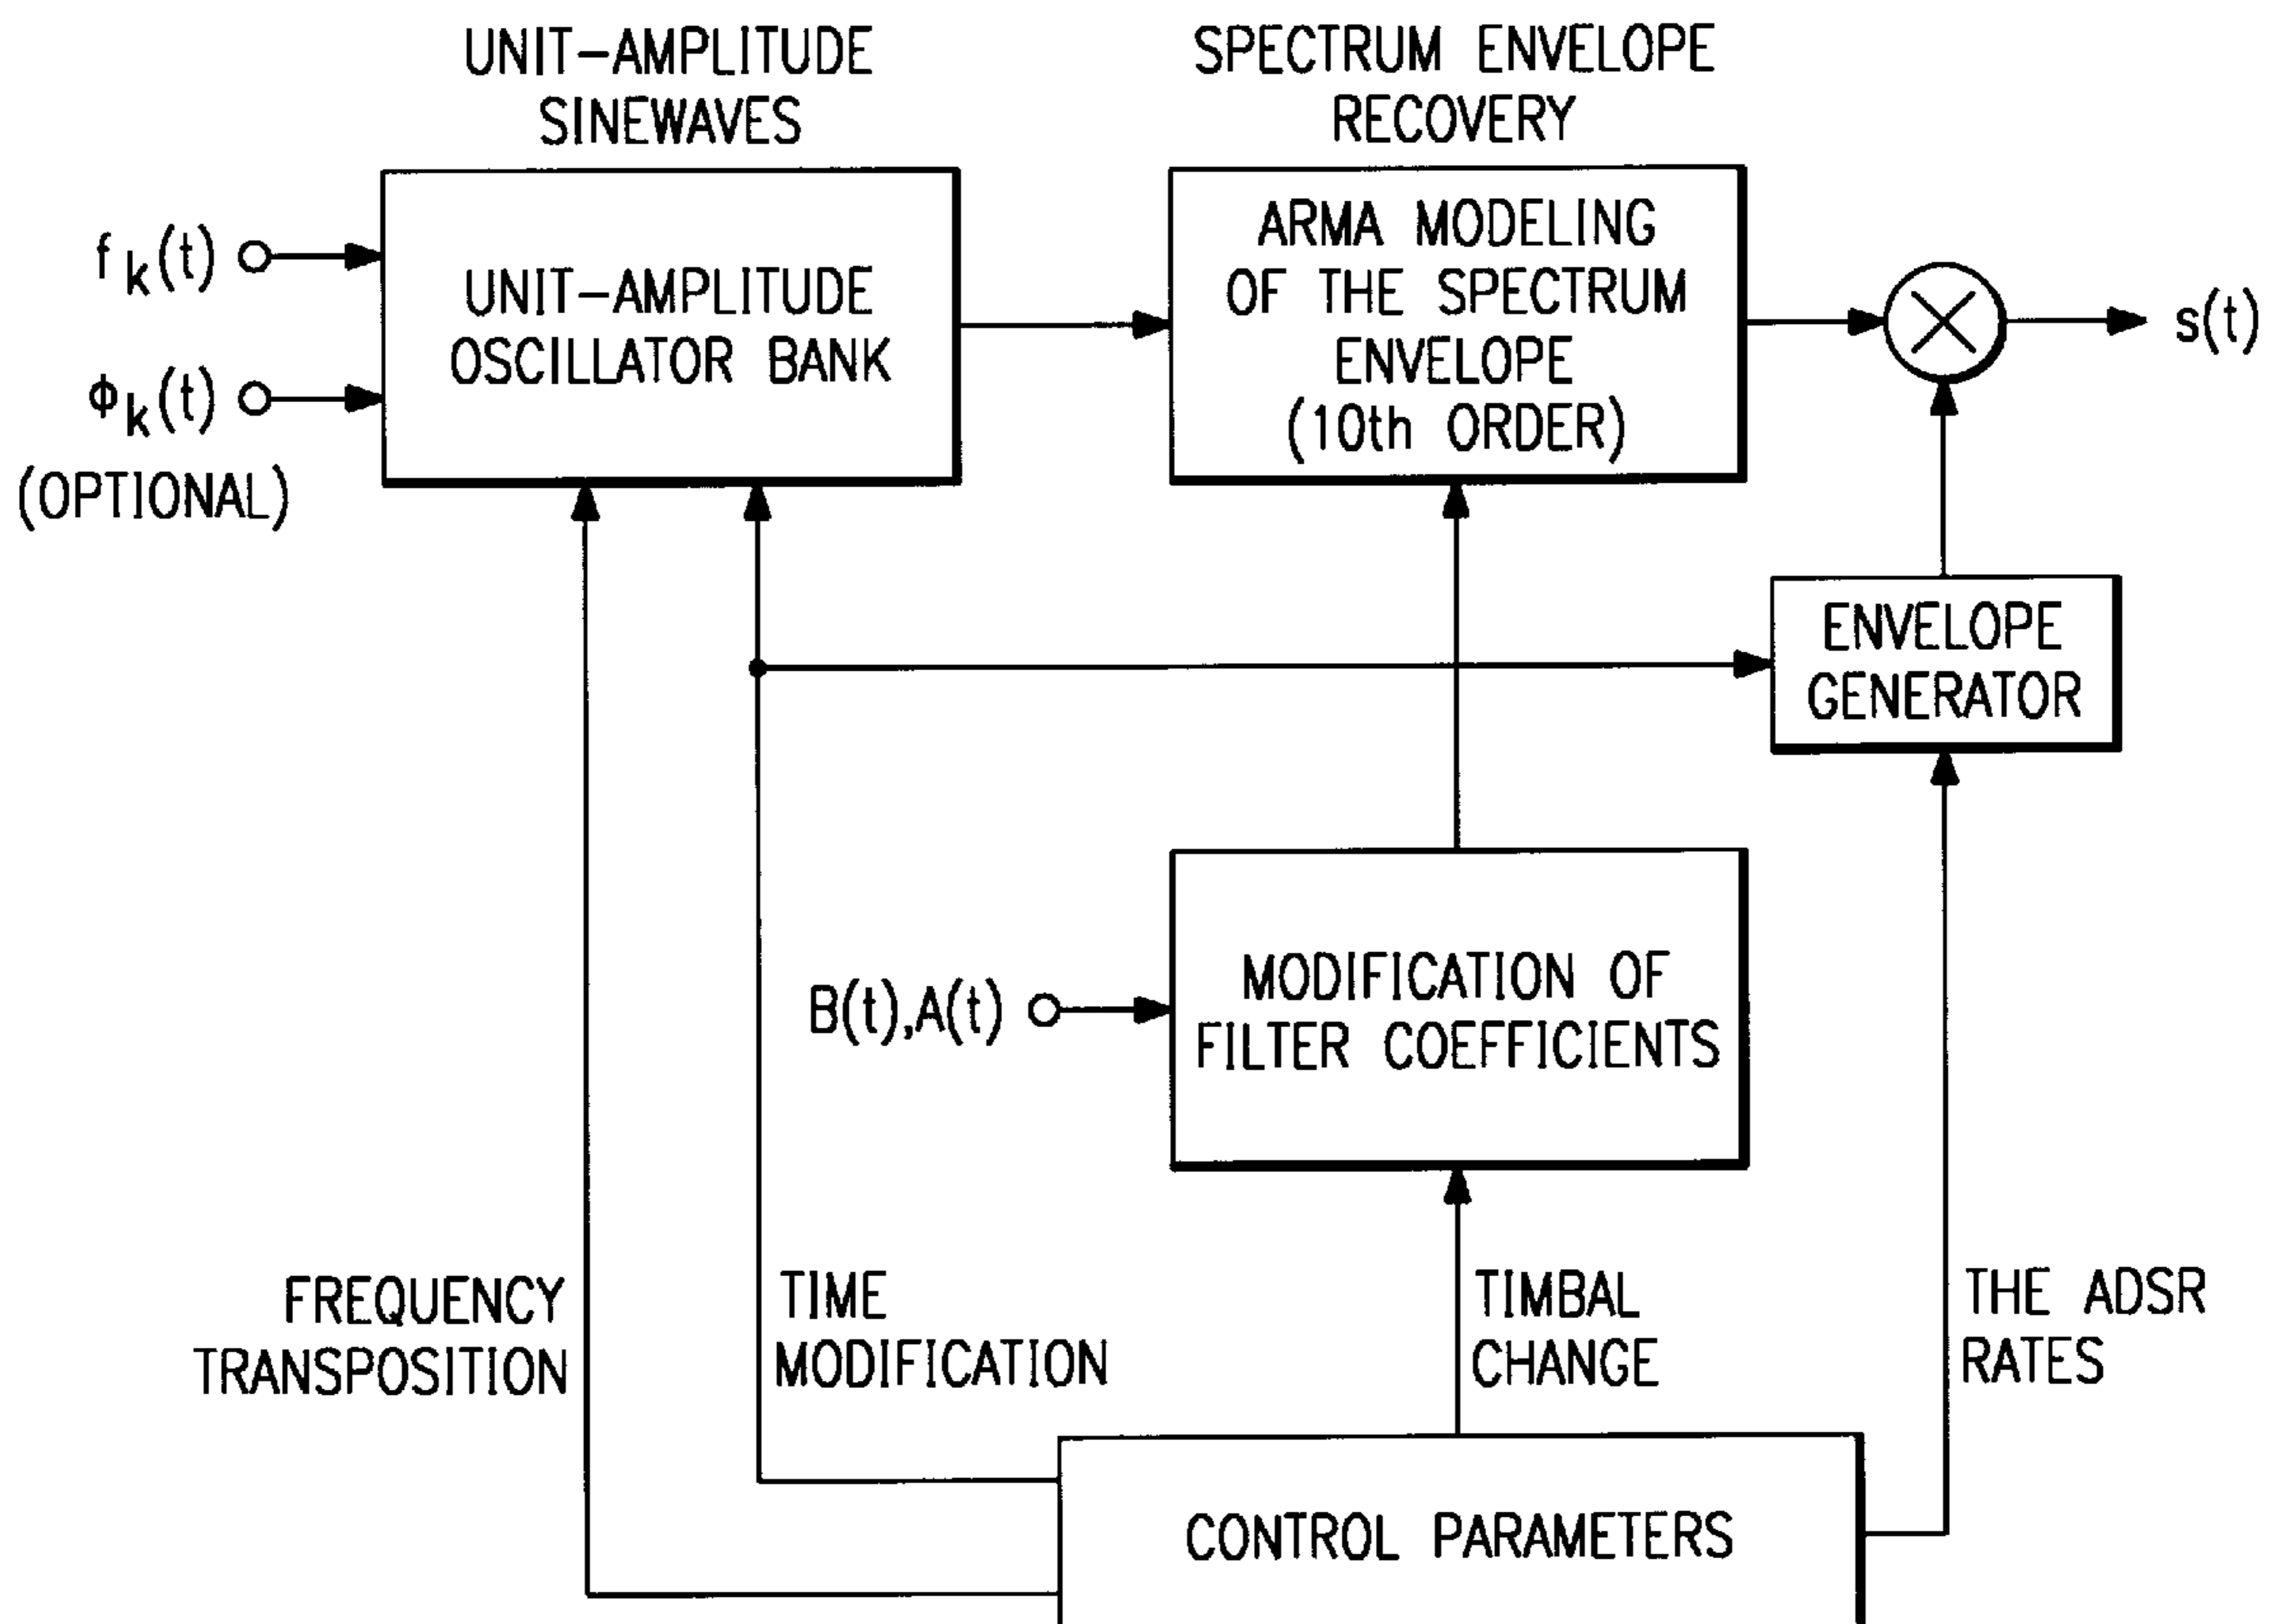 UNIT-AMPLITUDE
SINEWAVES
SPECTRUM ENVELOPE
RECOVERY
f k (t)
ϕ k (t)
(OPTIONAL)
UNIT-AMPLITUDE
OSCILLATOR BANK
ARMA MODELING
OF THE SPECTRUM
ENVELOPE
(10th ORDER)
s(t)
ENVELOPE
GENERATOR
B(t),A(t)
MODIFICATION OF
FILTER COEFFICIENTS
FREQUENCY
TRANSPOSITION
TIME
MODIFICATION
TIMBAL
CHANGE
THE ADSR
RATES
CONTROL PARAMETERS